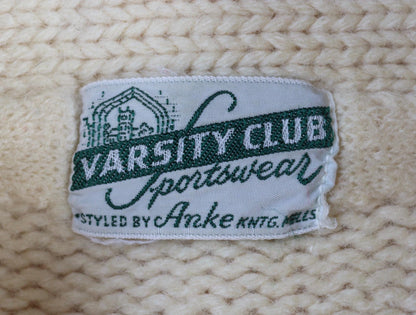 VARSITY CLUB
Sportswear
STYLED BY Anke KNTG. MILLS